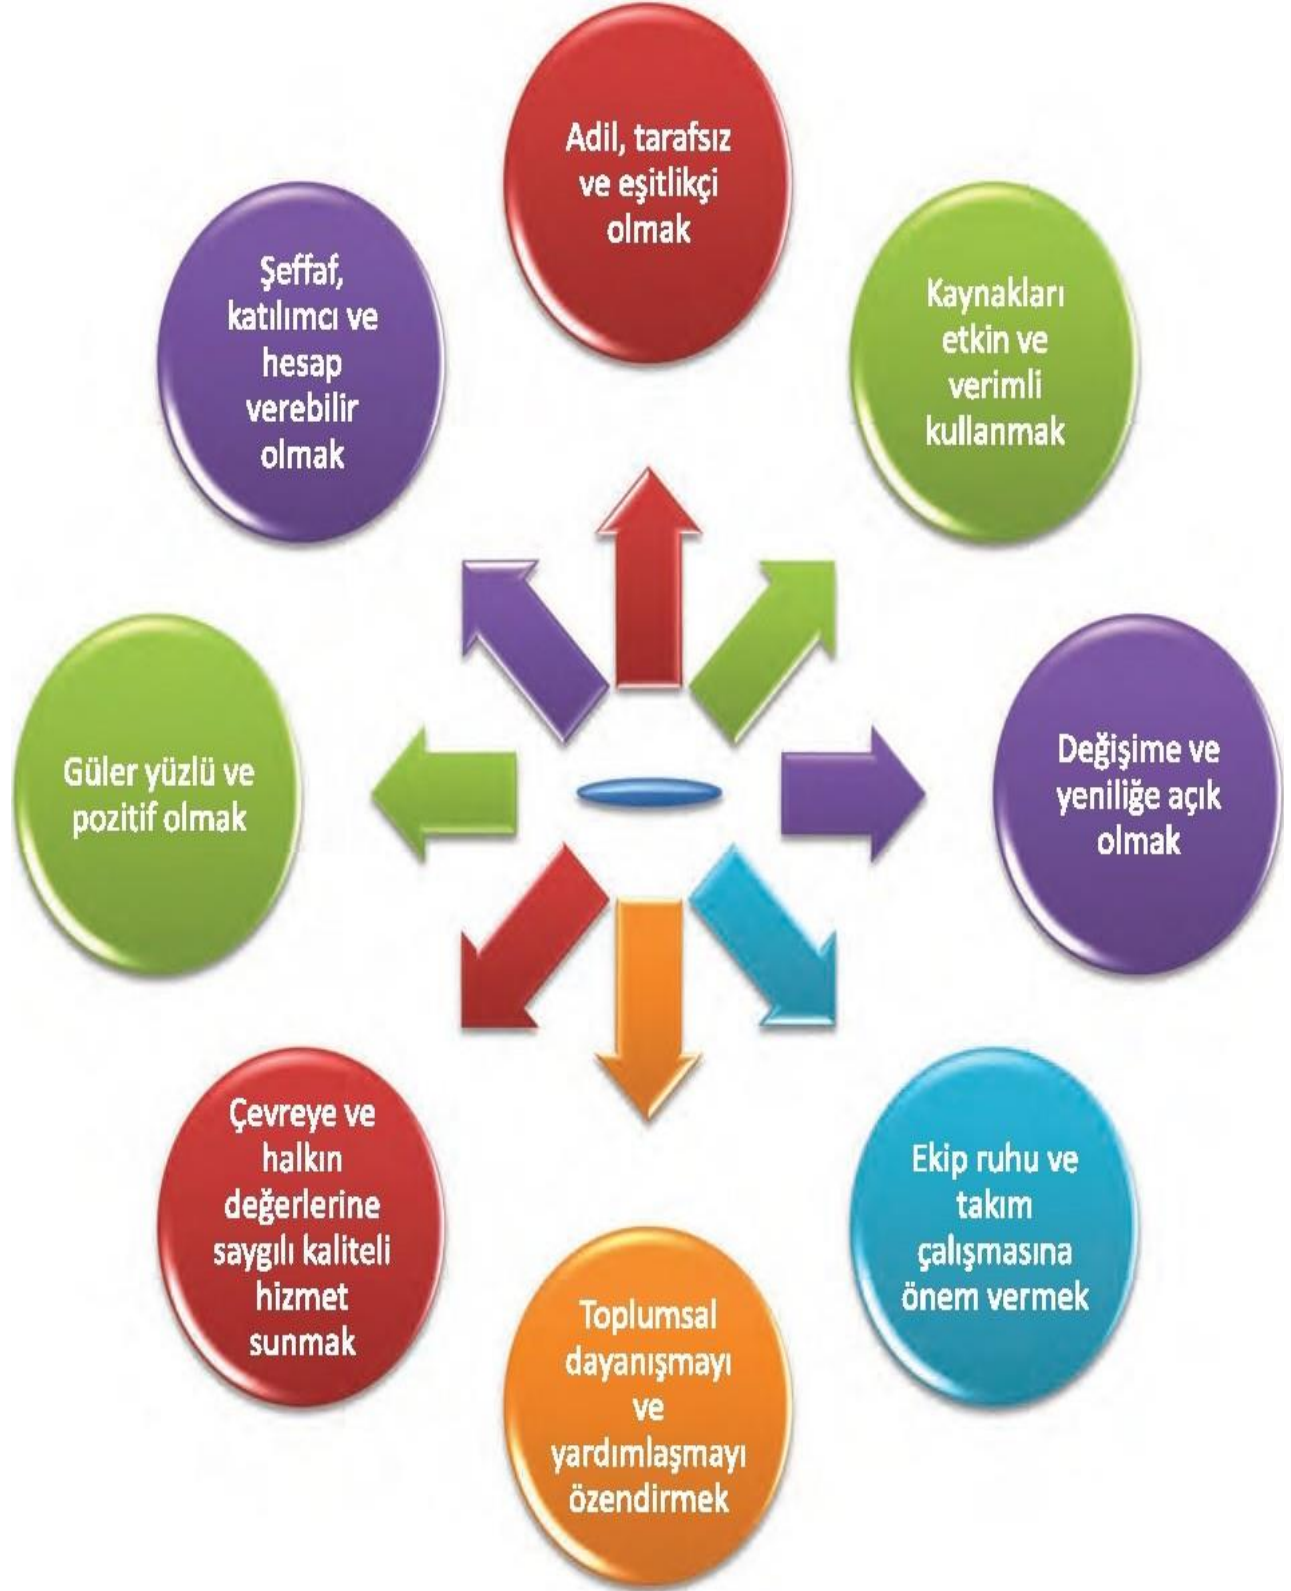 Adil, tarafsız
ve eşitlikçi
olmak
Kaynakları
etkin ve
verimli
kullanmak
Değişime ve
yeniliğe açık
olmak
Ekip ruhu ve
takım
çalışmasına
önem vermek
Toplumsal
dayanışmayı
ve
yardımlaşmayı
özendirmek
Çevreye ve
halkın
değerlerine
saygılı kaliteli
hizmet
sunmak
Güler yüzlü ve
pozitif olmak
Şeffaf,
katılımcı ve
hesap
verebilir
olmak